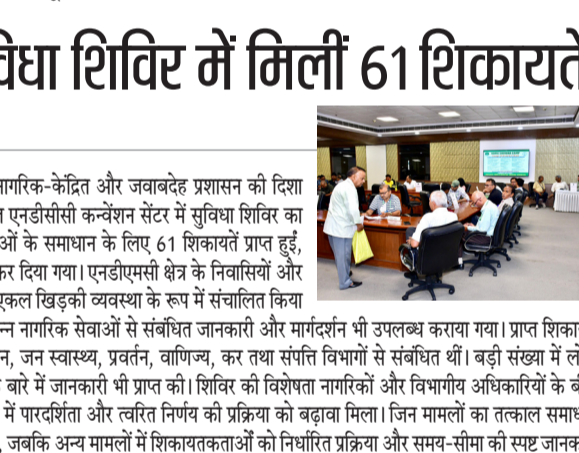 विधा शिविर में मिलीं 61 शिकायतें
नागरिक-केंद्रित और जवाबदेह प्रशासन की दिशा
एनडीसीसी कन्वेंशन सेंटर में सुविधा शिविर का
ओं के समाधान के लिए 61 शिकायतें प्राप्त हुईं,
कर दिया गया। एनडीएमसी क्षेत्र के निवासियों और
एकल खिड़की व्यवस्था के रूप में संचालित किया
न्न नागरिक सेवाओं से संबंधित जानकारी और मार्गदर्शन भी उपलब्ध कराया गया। प्राप्त शिका
न, जन स्वास्थ्य, प्रवर्तन, वाणिज्य, कर तथा संपत्ति विभागों से संबंधित थीं। बड़ी संख्या में लो
बारे में जानकारी भी प्राप्त की। शिविर की विशेषता नागरिकों और विभागीय अधिकारियों के ब
में पारदर्शिता और त्वरित निर्णय की प्रक्रिया को बढ़ावा मिला। जिन मामलों का तत्काल समाध
, जबकि अन्य मामलों में शिकायतकर्ताओं को निर्धारित प्रक्रिया और समय-सीमा की स्पष्ट जानक